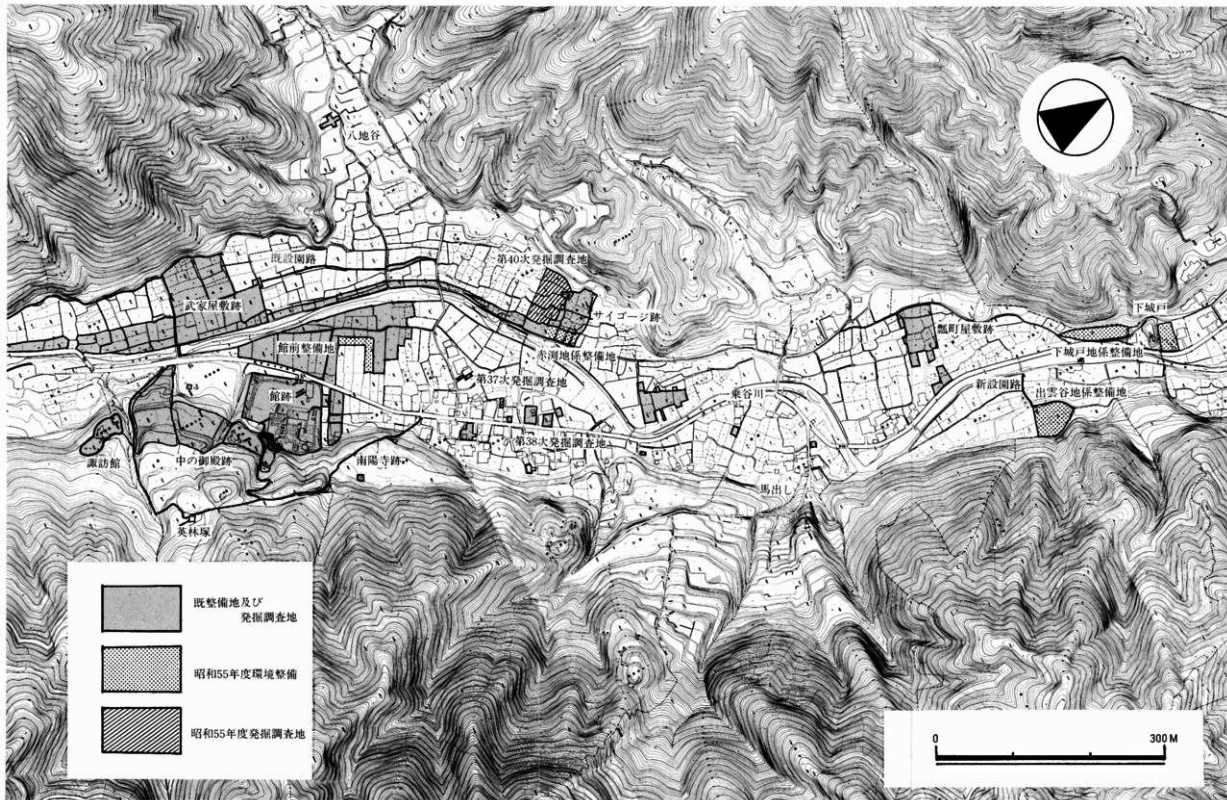 八地谷
既設園路
第40次発掘調査地
武家屋敷跡
サイゴージ跡
下城戸
瓢町屋敷跡
館前整備地
赤渕地係整備地
下城戸地係整備地
第37次発掘調査地
乗谷川
新設園路
出雲谷地係整備地
館跡
第38次発掘調査地
諏訪館
中の御殿跡
南陽寺跡
馬出し
英林塚
既整備地及び
発掘調査地
昭和55年度環境整備
昭和55年度発掘調査地
0
300M